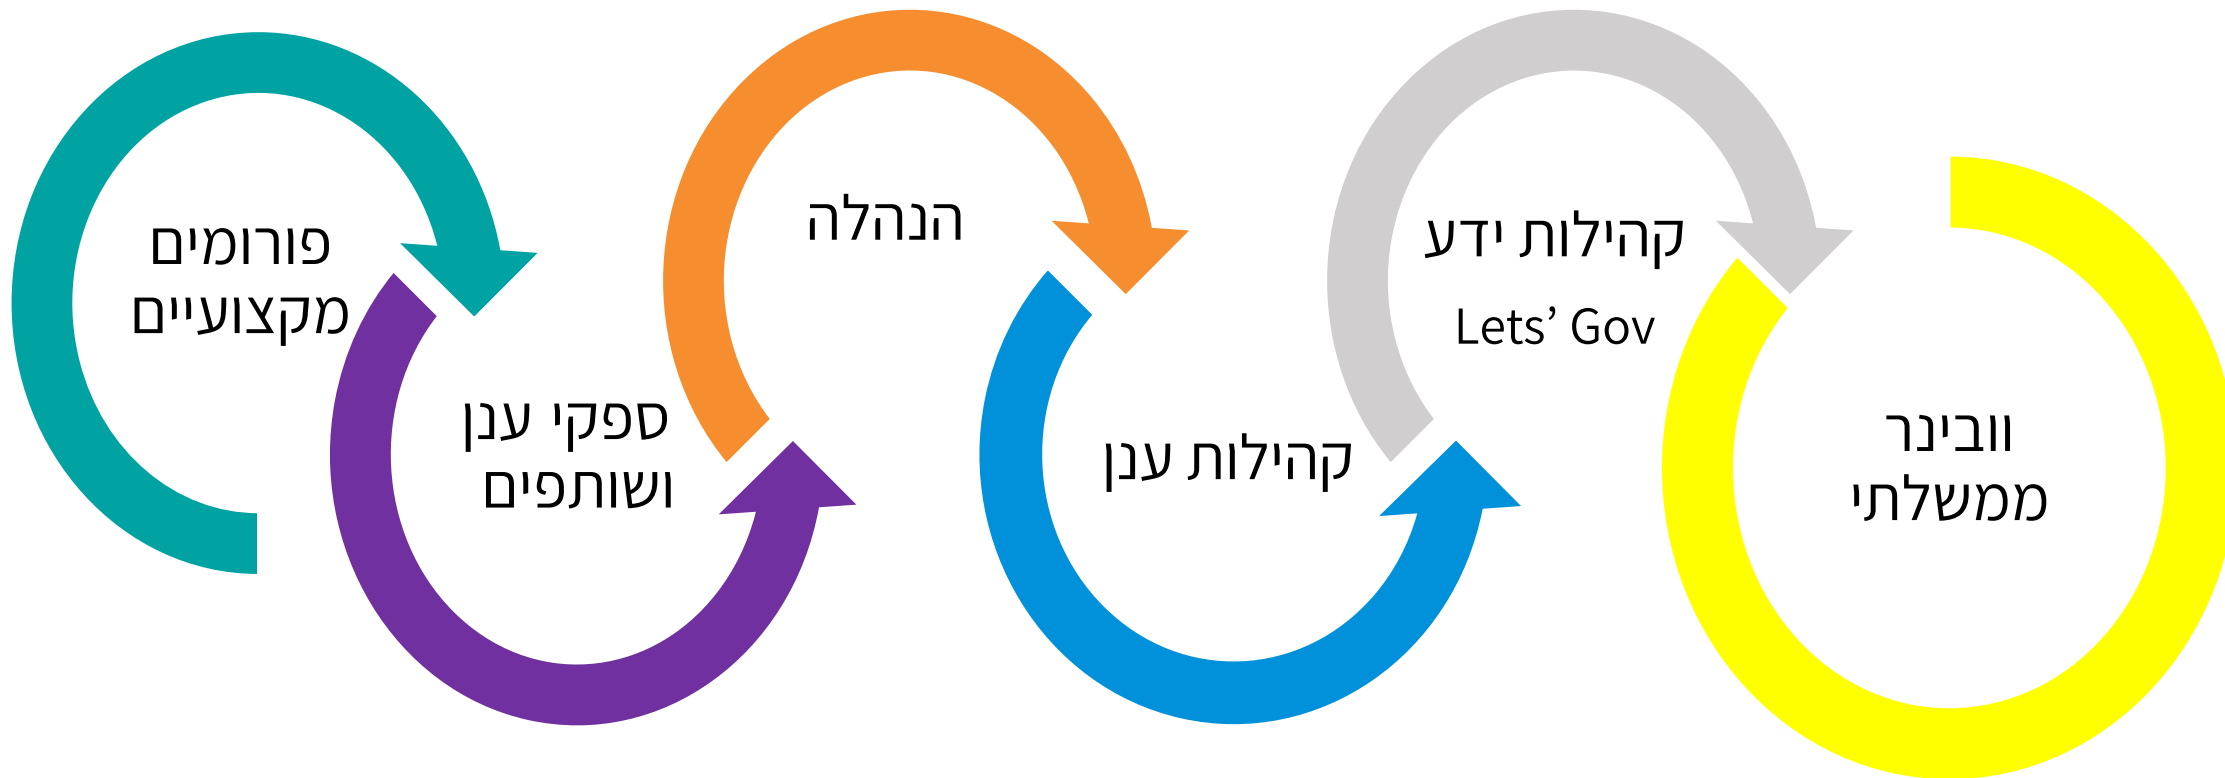 פורומים
מקצועיים
ספקי ענן
ושותפים
הנהלה
קהילות ענן
קהילות ידע
Lets’ Gov
וובינר
ממשלתי